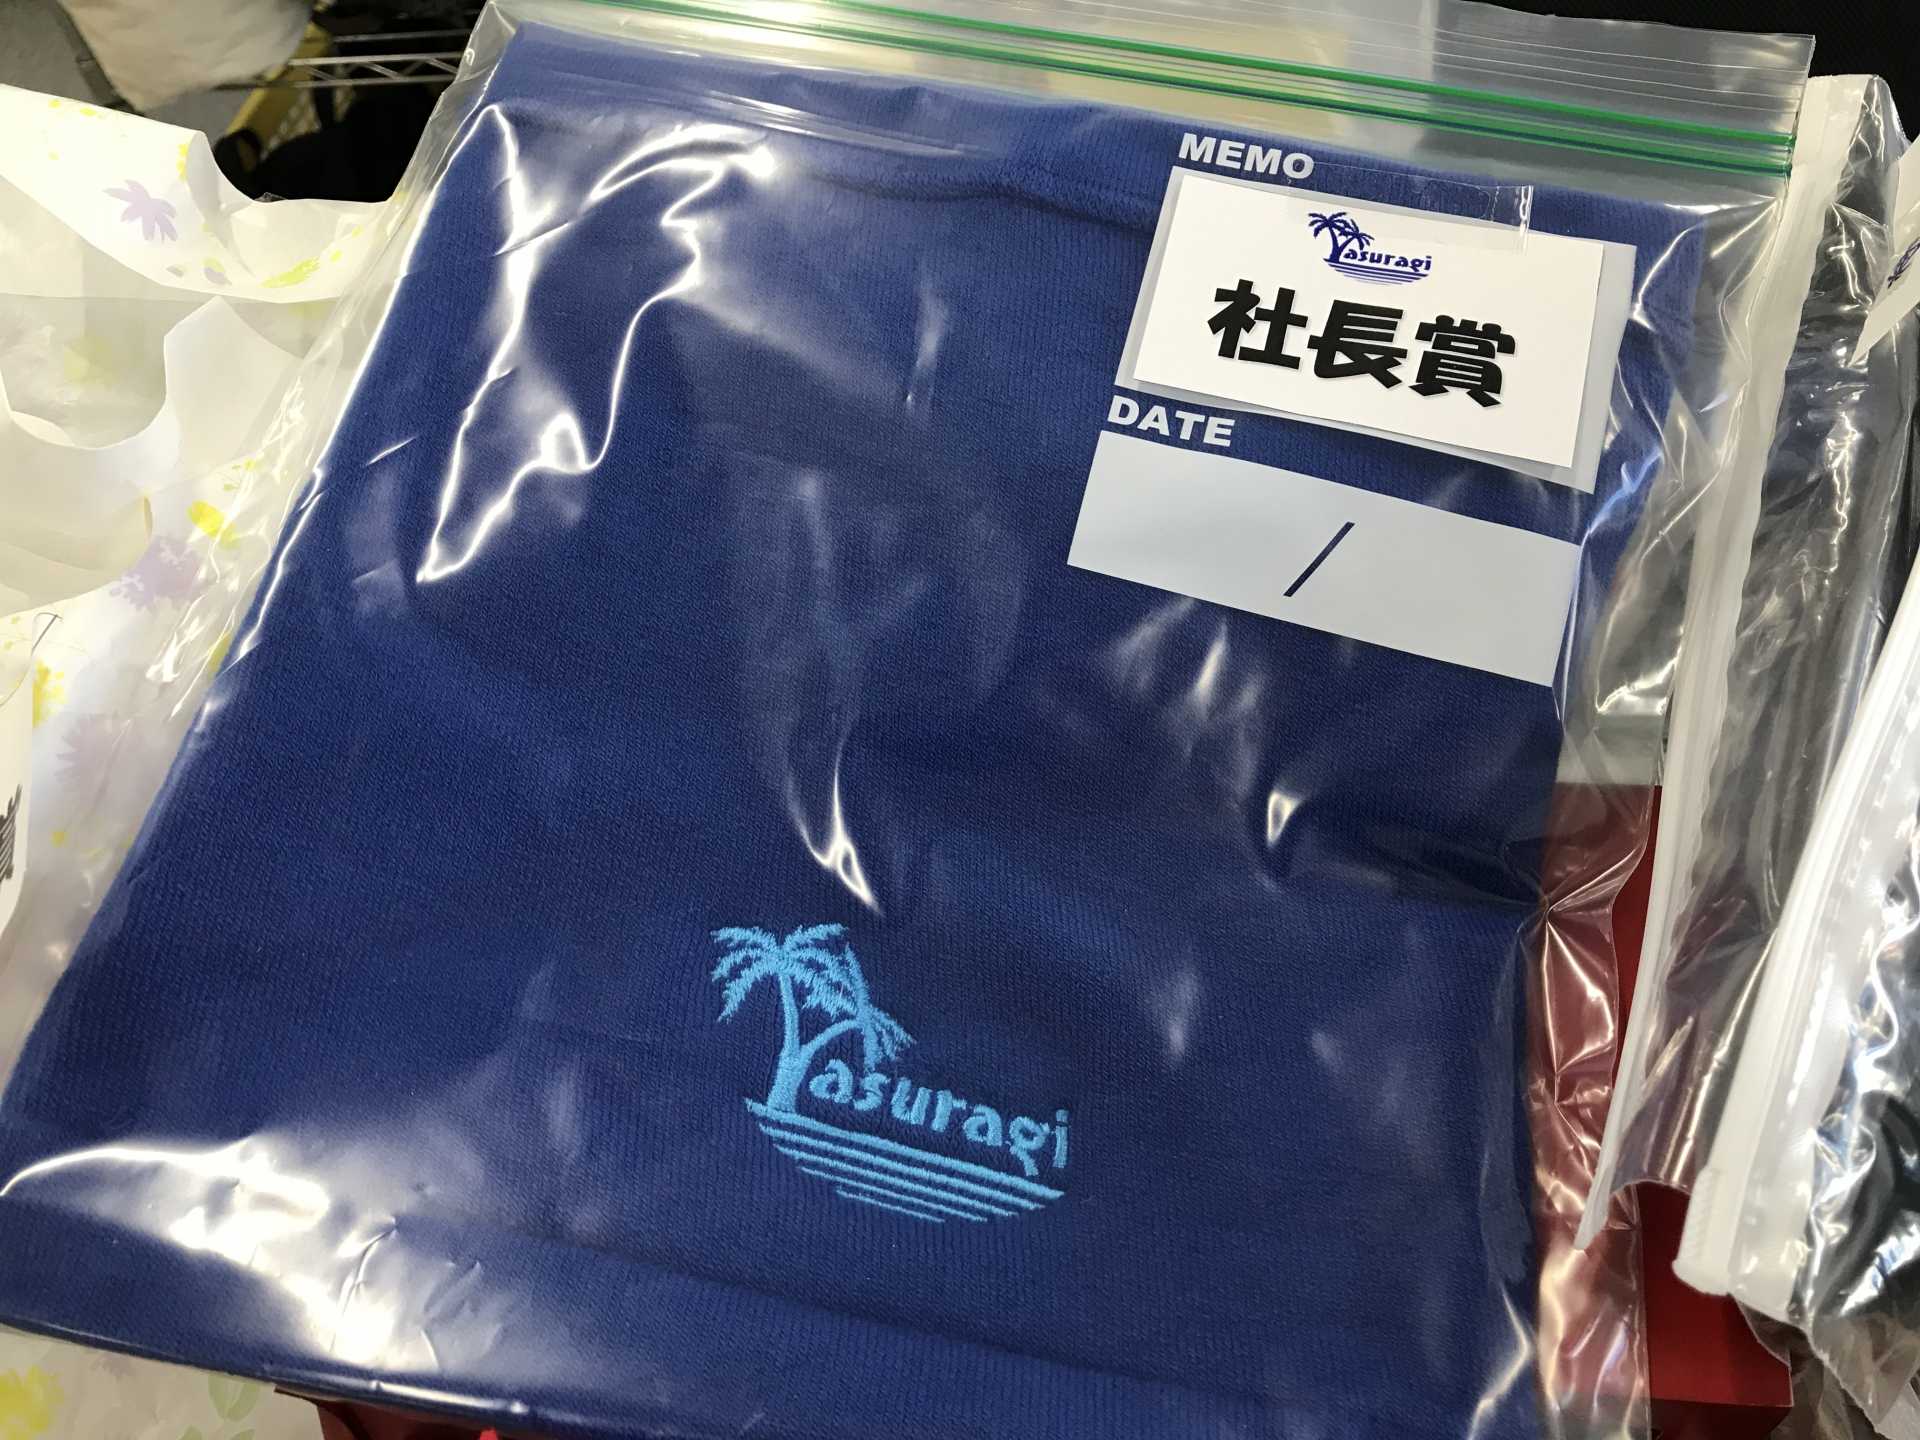 MEMO
Yasuragi
社長賞
DATE
/
Yasuragi